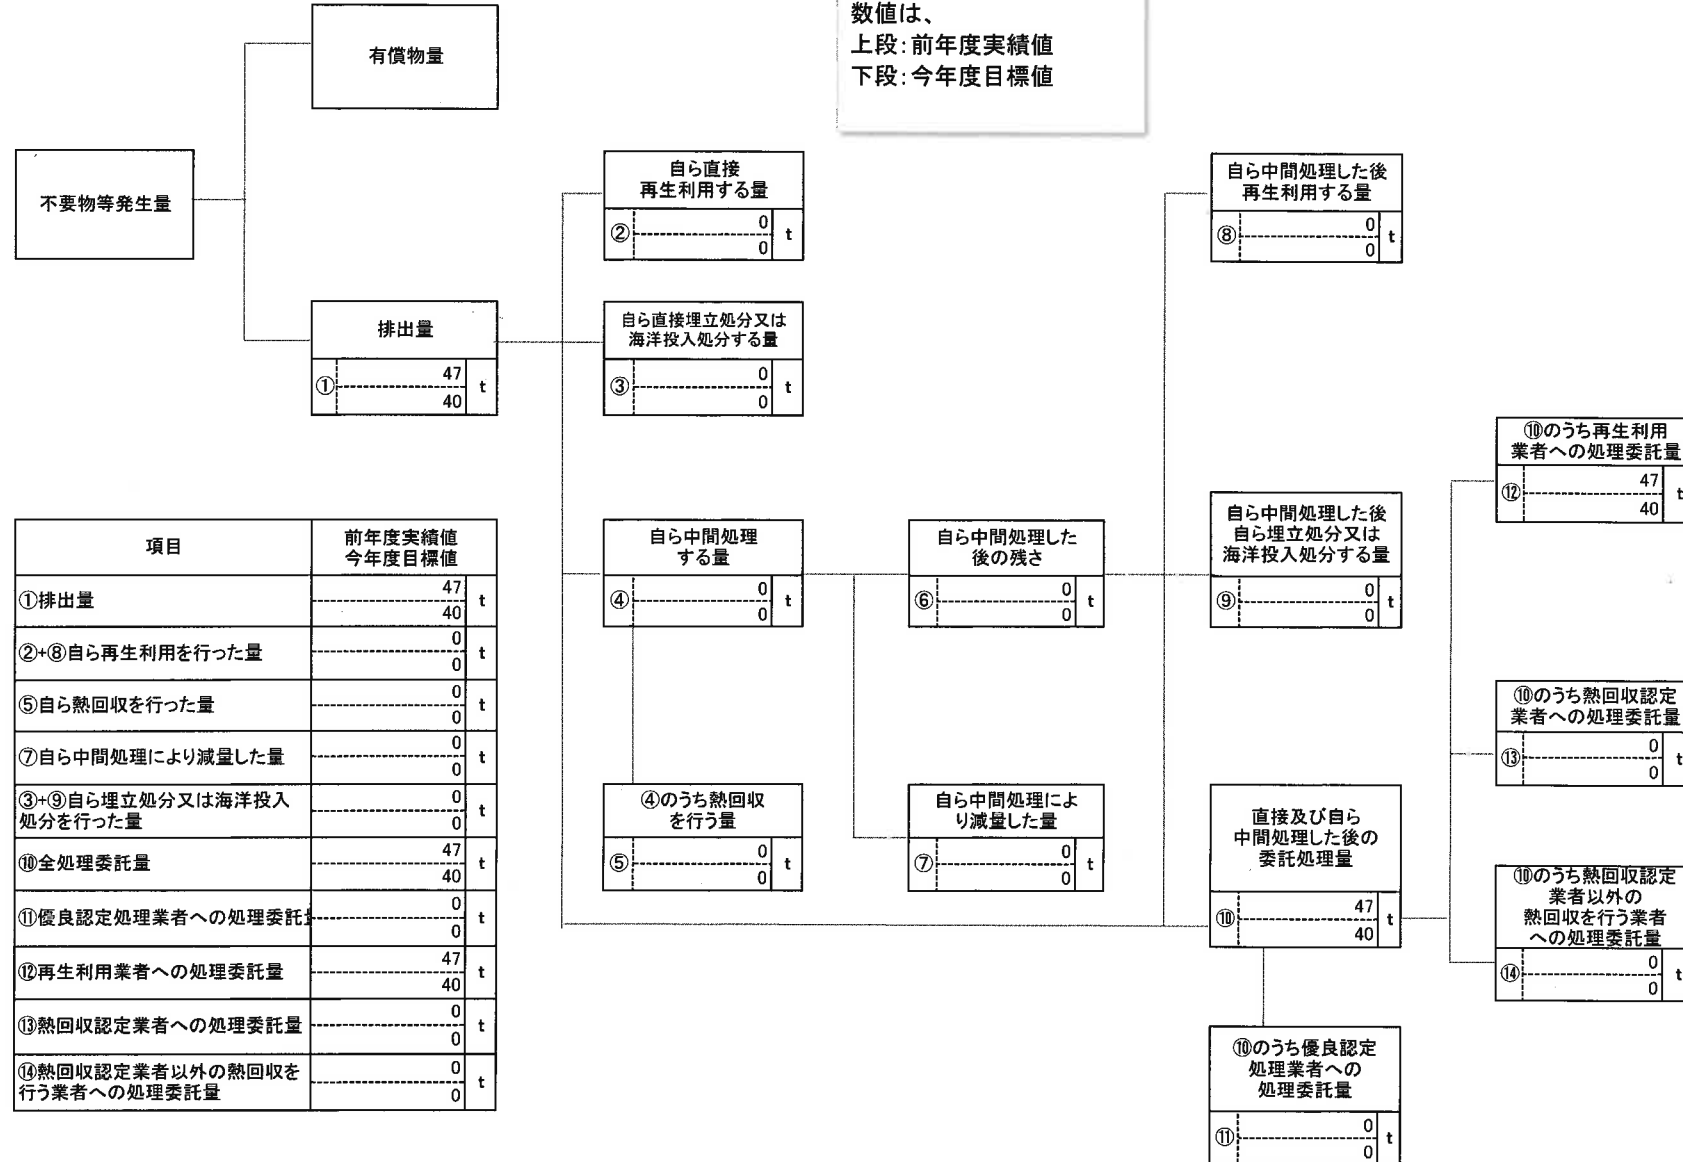 数値は、
上段:前年度実績値
下段:今年度目標値
有償物量
不要物等発生量
排出量
①
47
40
t
自ら直接
再生利用する量
②
0
0
t
自ら直接埋立処分又は
海洋投入処分する量
③
0
0
t
自ら中間処理
する量
④
0
0
t
④のうち熱回収
を行う量
⑤
0
0
t
自ら中間処理した
後の残さ
⑥
0
0
t
自ら中間処理によ
り減量した量
⑦
0
0
t
自ら中間処理した後
再生利用する量
⑧
0
0
t
自ら中間処理した後
自ら埋立処分又は
海洋投入処分する量
⑨
0
0
t
直接及び自ら
中間処理した後の
委託処理量
⑩
47
40
t
⑩のうち優良認定
処理業者への
処理委託量
⑪
0
0
t
⑩のうち再生利用
業者への処理委託量
⑫
47
40
t
⑩のうち熱回収認定
業者への処理委託量
⑬
0
0
t
⑩のうち熱回収認定
業者以外の
熱回収を行う業者
への処理委託量
⑭
0
0
t
項目
前年度実績値
今年度目標値
①排出量
47
40
t
②+⑧自ら再生利用を行った量
0
0
t
⑤自ら熱回収を行った量
0
0
t
⑦自ら中間処理により減量した量
0
0
t
③+⑨自ら埋立処分又は海洋投入
処分を行った量
0
0
t
⑩全処理委託量
47
40
t
⑪優良認定処理業者への処理委託
0
0
t
⑫再生利用業者への処理委託量
47
40
t
⑬熱回収認定業者への処理委託量
0
0
t
⑭熱回収認定業者以外の熱回収を
行う業者への処理委託量
0
0
t